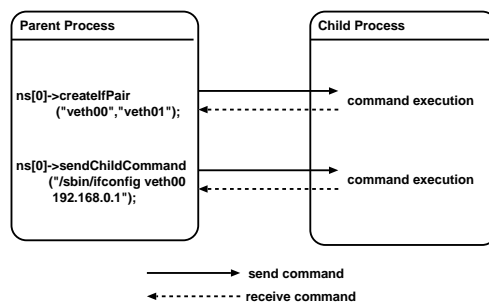 Parent Process
Child Process
ns[0]->createIfPair
("veth00","veth01");
command execution
ns[0]->sendChildCommand
("/sbin/ifconfig veth00
192.168.0.1");
command execution
send command
receive command